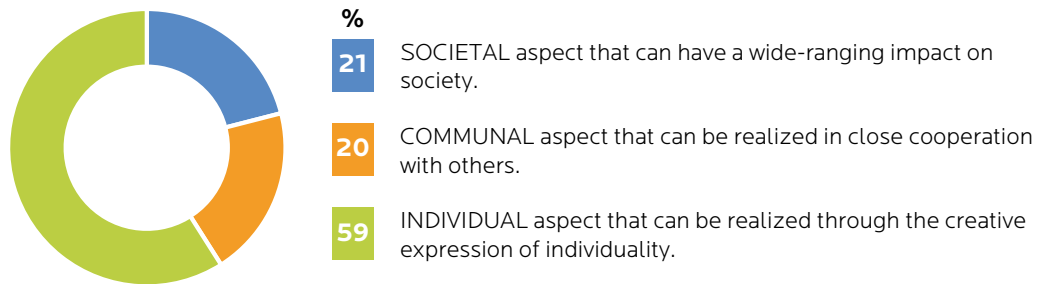 %
21
SOCIETAL aspect that can have a wide-ranging impact on
society.
20
COMMUNAL aspect that can be realized in close cooperation
with others.
59
INDIVIDUAL aspect that can be realized through the creative
expression of individuality.